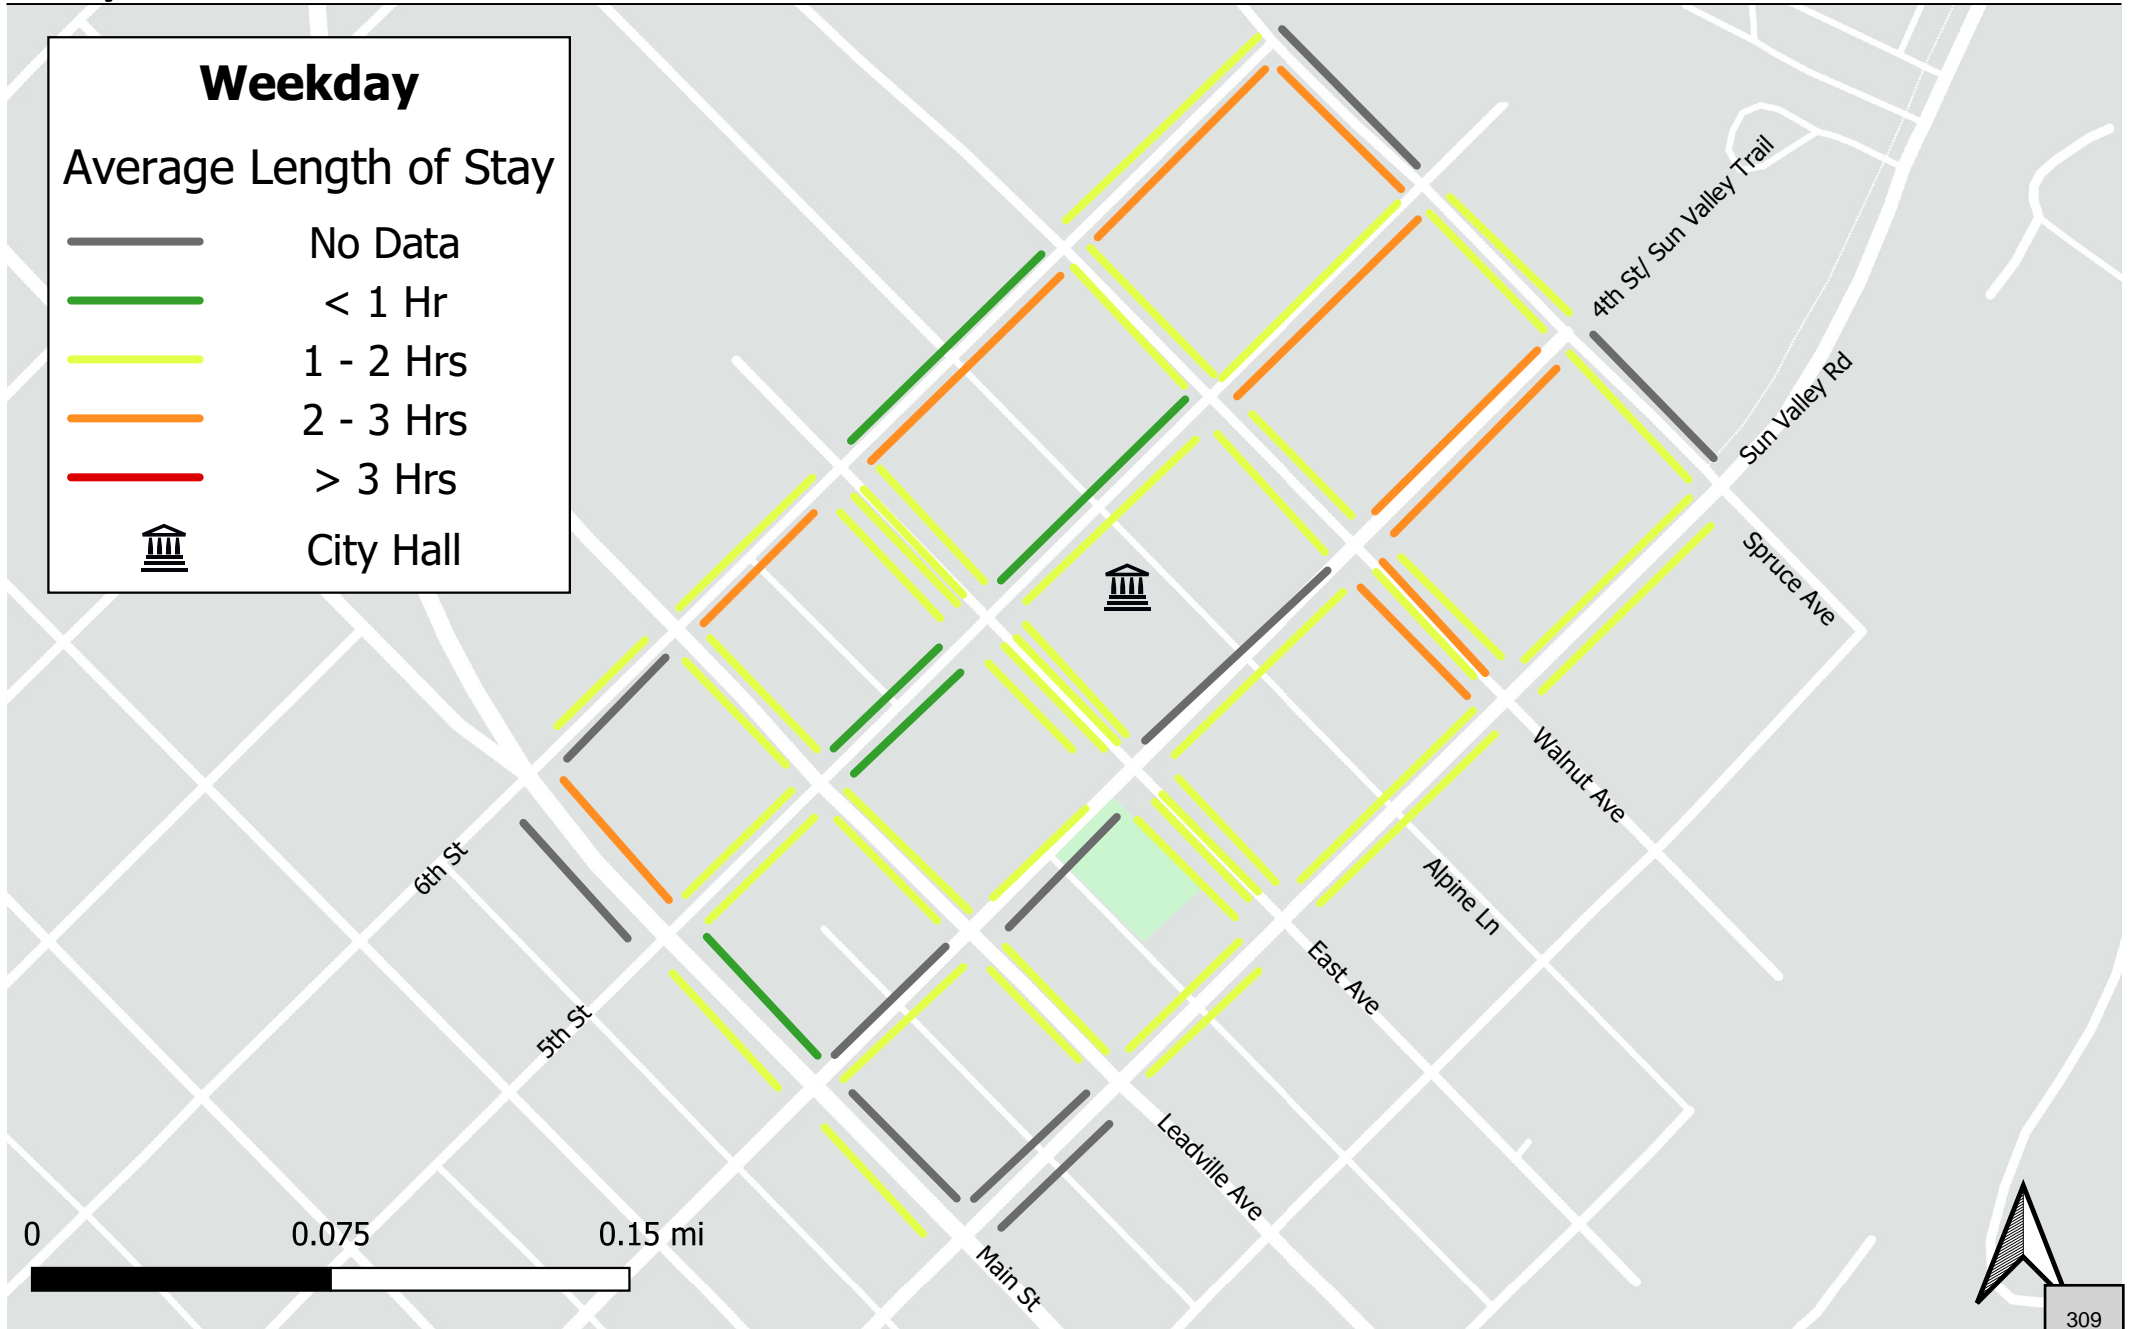 Weekday
Average Length of Stay
No Data
< 1 Hr
1 - 2 Hrs
2 - 3 Hrs
> 3 Hrs
City Hall
4th St/ Sun Valley Trail
Sun Valley Rd
Spruce Ave
Walnut Ave
Alpine Ln
East Ave
Leadville Ave
Main St
6th St
5th St
0 0.075 0.15 mi
309